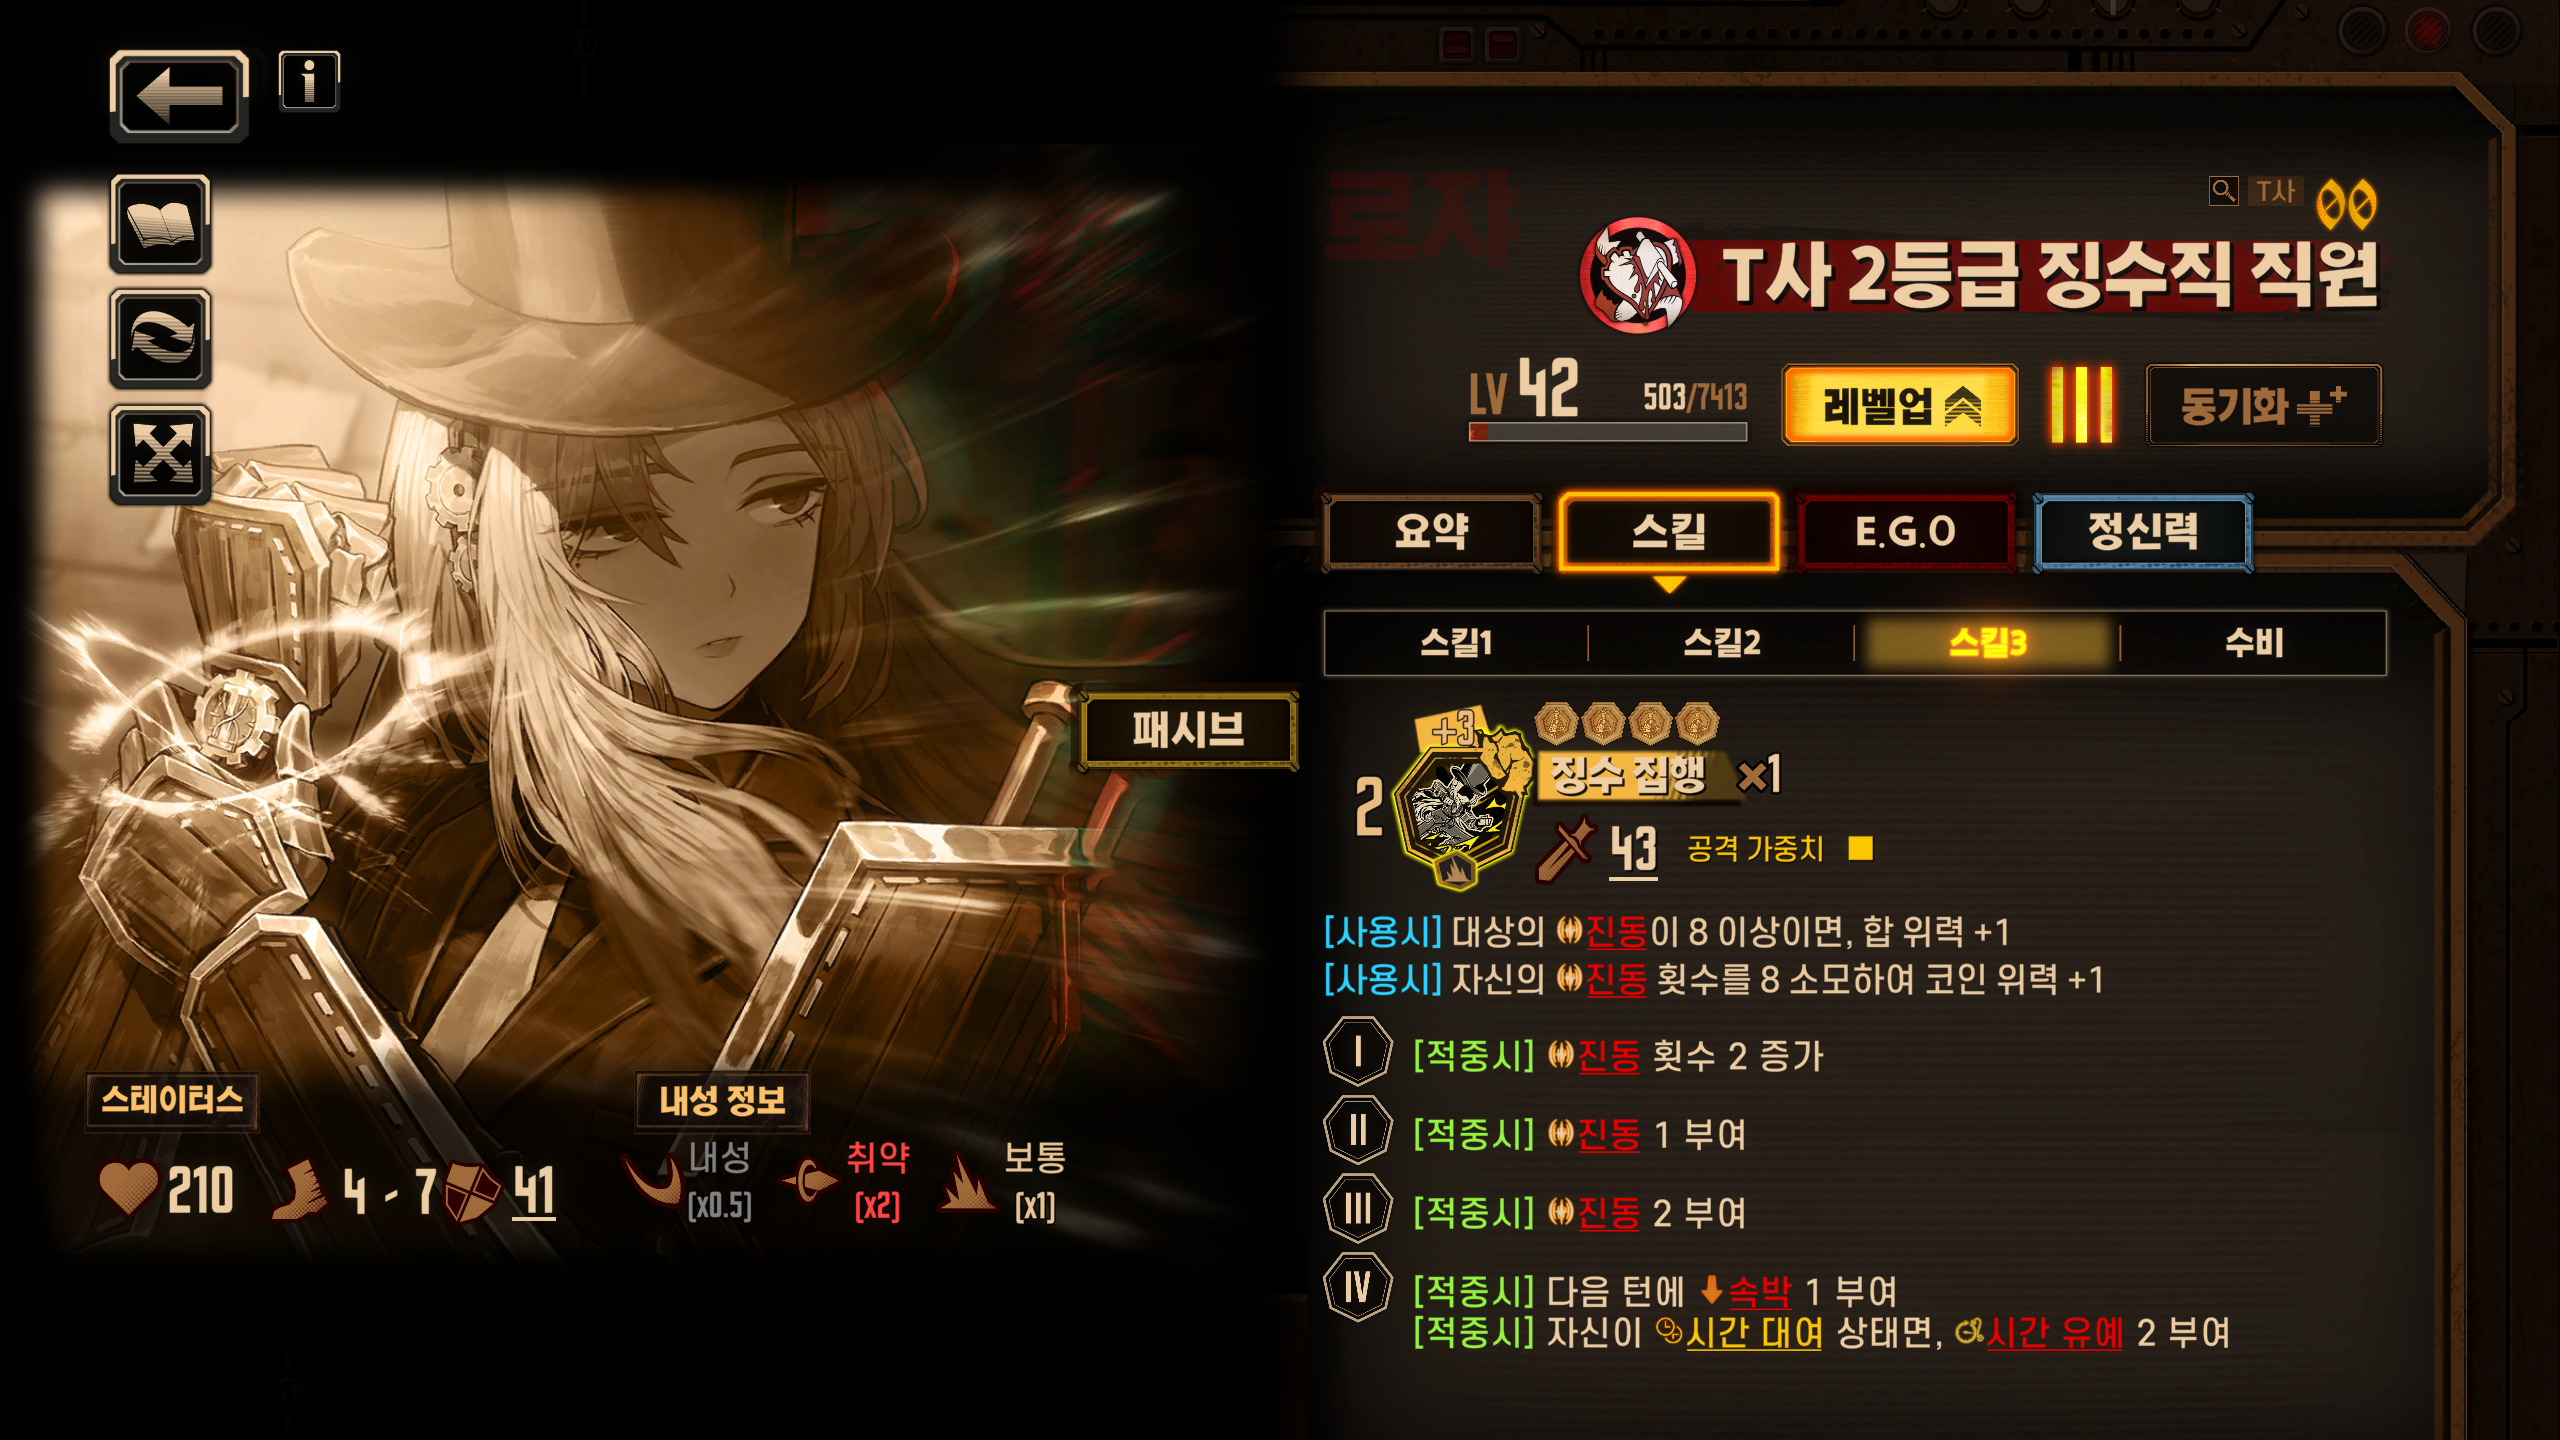 로쟈
T사
T사 2등급 징수직 직원
LV 42
503/7413
레벨업
동기화
요약
스킬
E.G.O
정신력
스킬1
스킬2
스킬3
수비
패시브
+3
2
징수 집행 ×1
43
공격 가중치
[사용시] 대상의 진동이 8 이상이면, 합 위력 +1
[사용시] 자신의 진동 횟수를 8 소모하여 코인 위력 +1
I [적중시] 진동 횟수 2 증가
II [적중시] 진동 1 부여
III [적중시] 진동 2 부여
IV [적중시] 다음 턴에 속박 1 부여
[적중시] 자신이 시간 대여 상태면, 시간 유예 2 부여
스테이터스
210
4 - 7
41
내성 정보
내성
[x0.5]
취약
[x2]
보통
[x1]